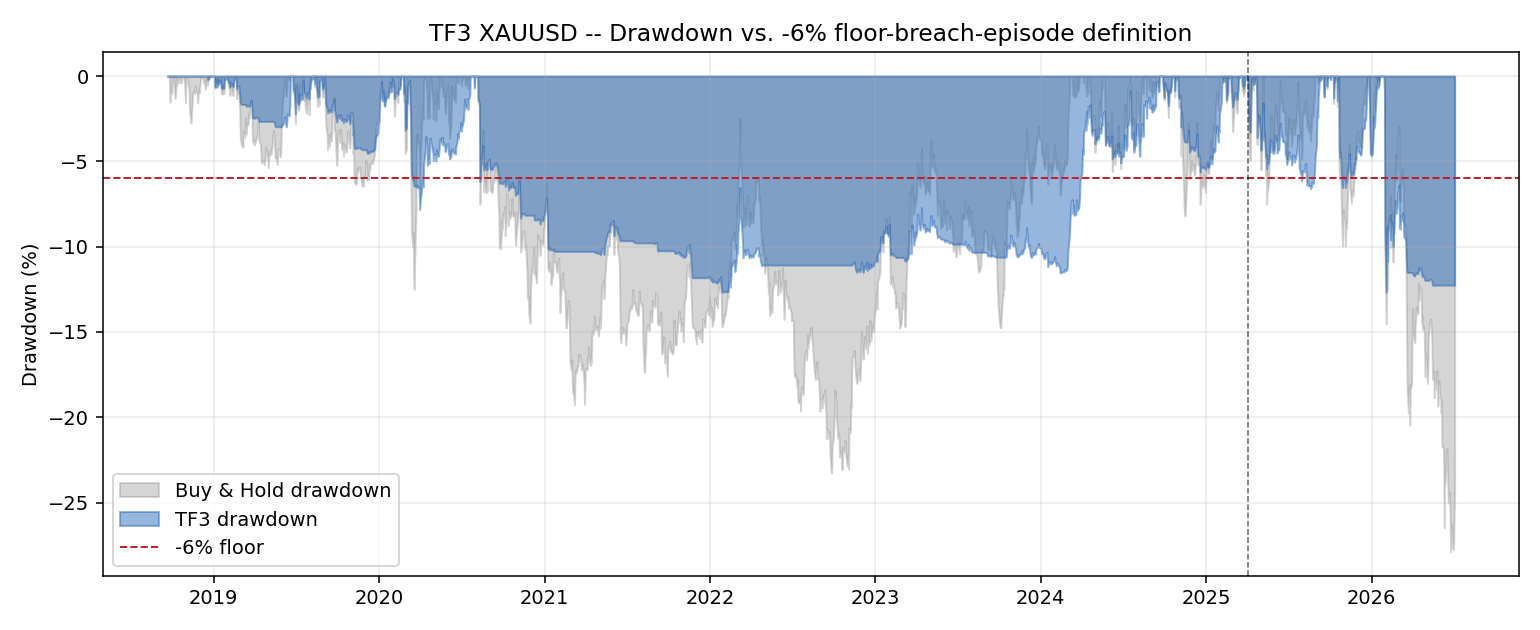 TF3 XAUUSD -- Drawdown vs. -6% floor-breach-episode definition
0
−5
−10
−15
−20
−25
Drawdown (%)
Buy & Hold drawdown
TF3 drawdown
-6% floor
2019 2020 2021 2022 2023 2024 2025 2026